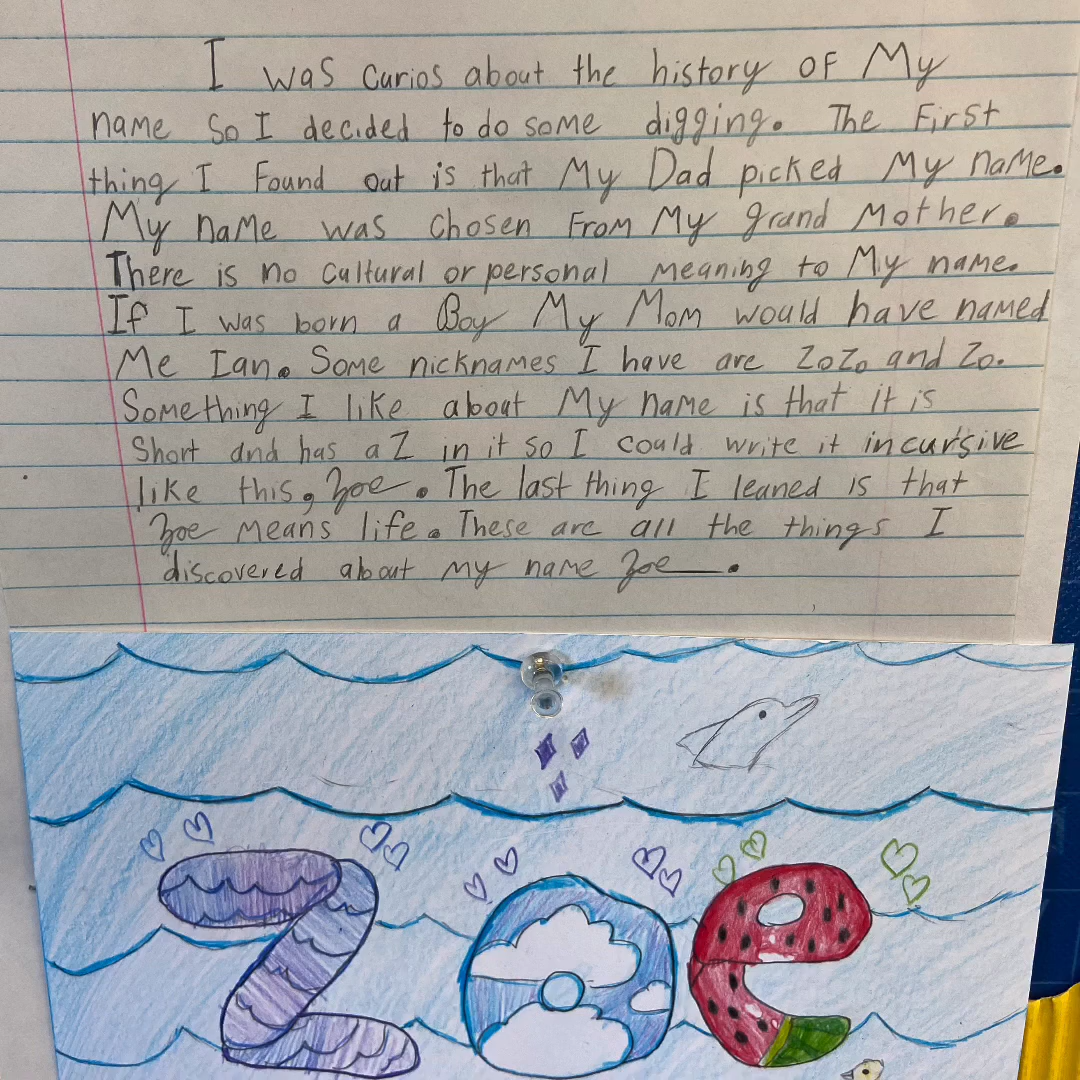 I was curios about the history of My
name so I decided to do some digging. The First
thing I Found out is that My Dad picked My name.
My name was chosen From My grand Mother.
There is no cultural or personal meaning to My name.
If I was born a Boy My Mom would have named
Me Ian. Some nicknames I have are ZoZo and Zo.
Something I like about My name is that it is
Short and has a Z in it so I could write it in cursive
like this, Zoe. The last thing I leaned is that
Zoe means life. These are all the things I
discovered about my name Zoe.
Zoe